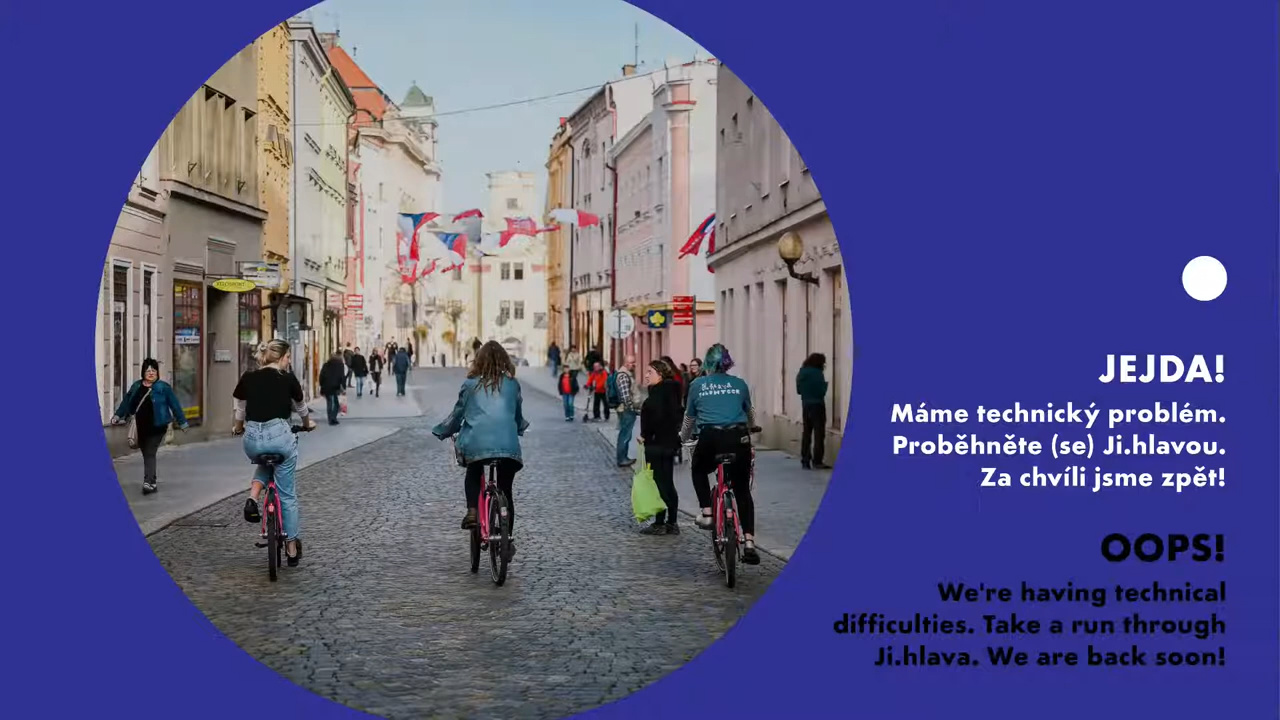 JEJDA!
Máme technický problém.
Proběhněte (se) Ji.hlavou.
Za chvíli jsme zpět!
OOPS!
We're having technical
difficulties. Take a run through
Ji.hlava. We are back soon!